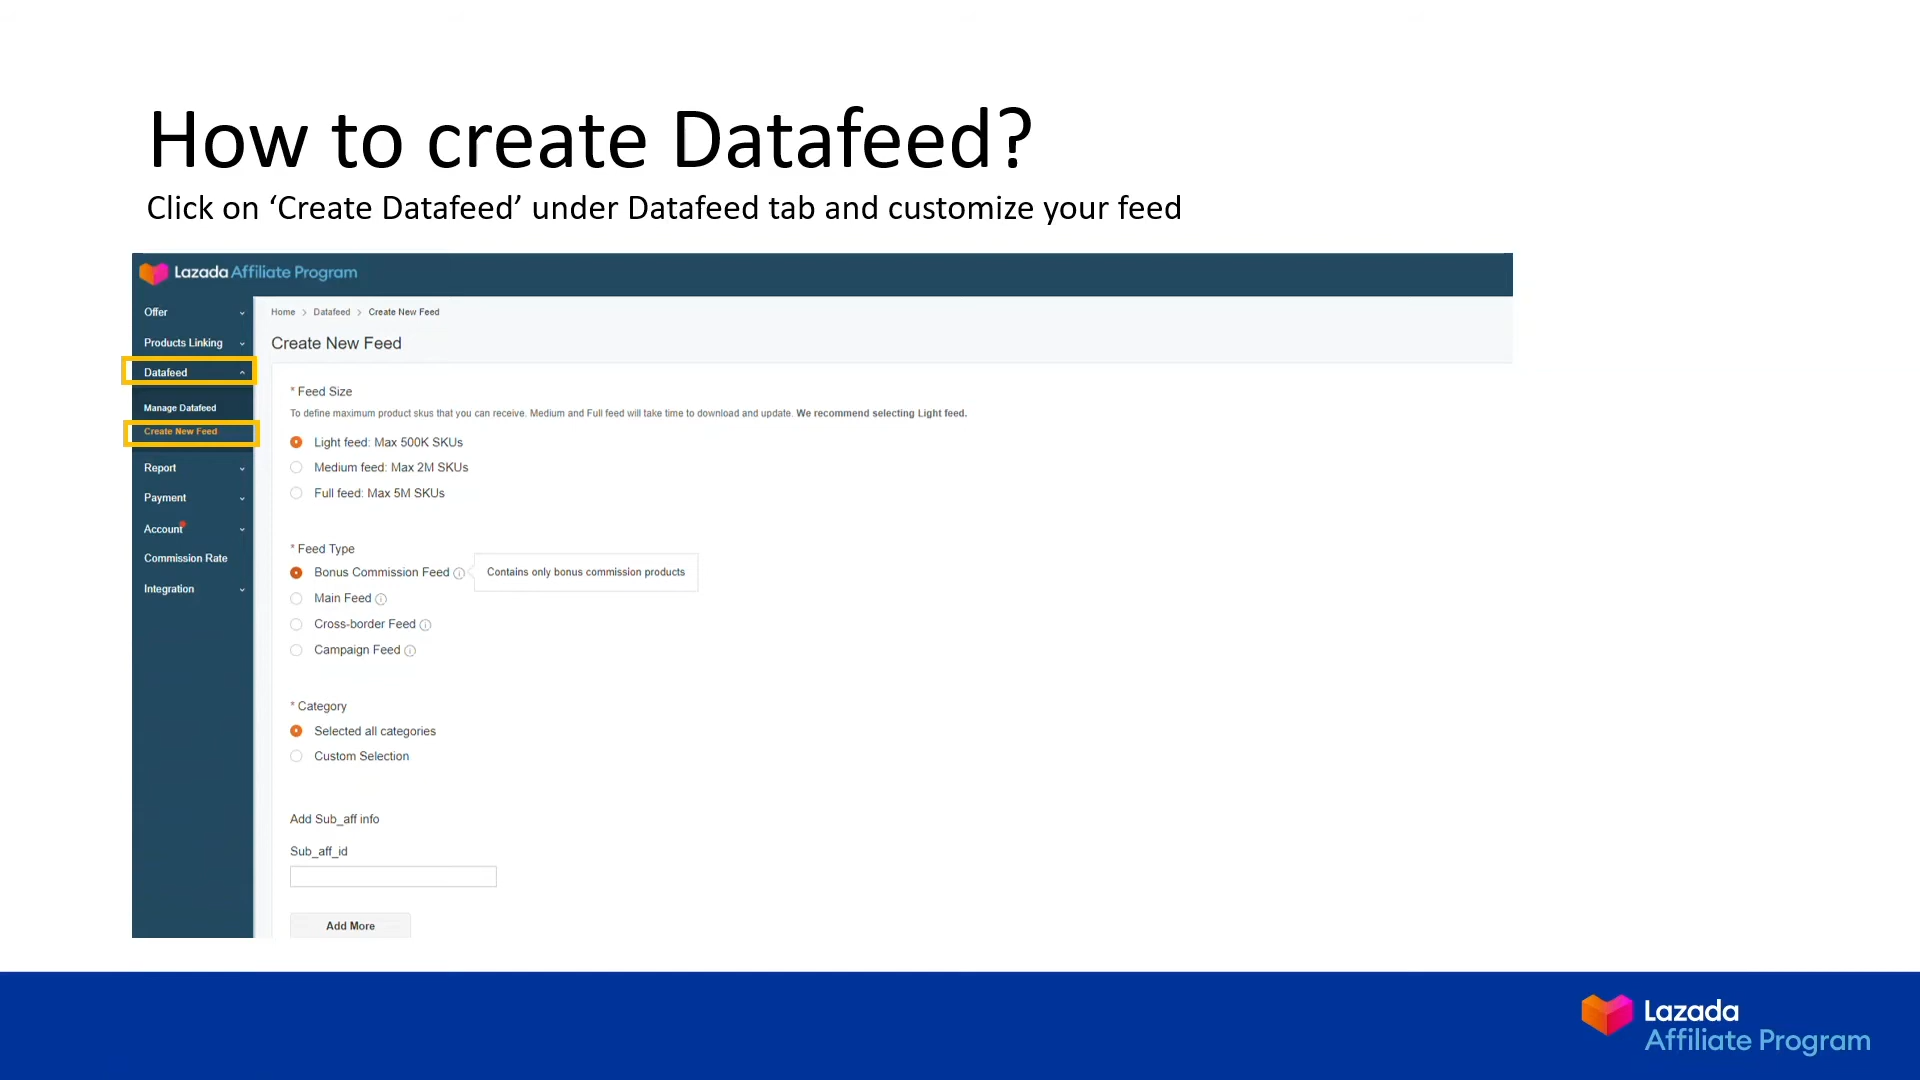 How to create Datafeed?
Click on ‘Create Datafeed’ under Datafeed tab and customize your feed
Lazada Affiliate Program
Offer
Products Linking
Datafeed
Manage Datafeed
Create New Feed
Report
Payment
Account
Commission Rate
Integration
Home > Datafeed > Create New Feed
Create New Feed
* Feed Size
To define maximum product skus that you can receive. Medium and Full feed will take time to download and update. We recommend selecting Light feed.
Light feed: Max 500K SKUs
Medium feed: Max 2M SKUs
Full feed: Max 5M SKUs
* Feed Type
Bonus Commission Feed
Contains only bonus commission products
Main Feed
Cross-border Feed
Campaign Feed
* Category
Selected all categories
Custom Selection
Add Sub_aff info
Sub_aff_id
Add More
Lazada
Affiliate Program